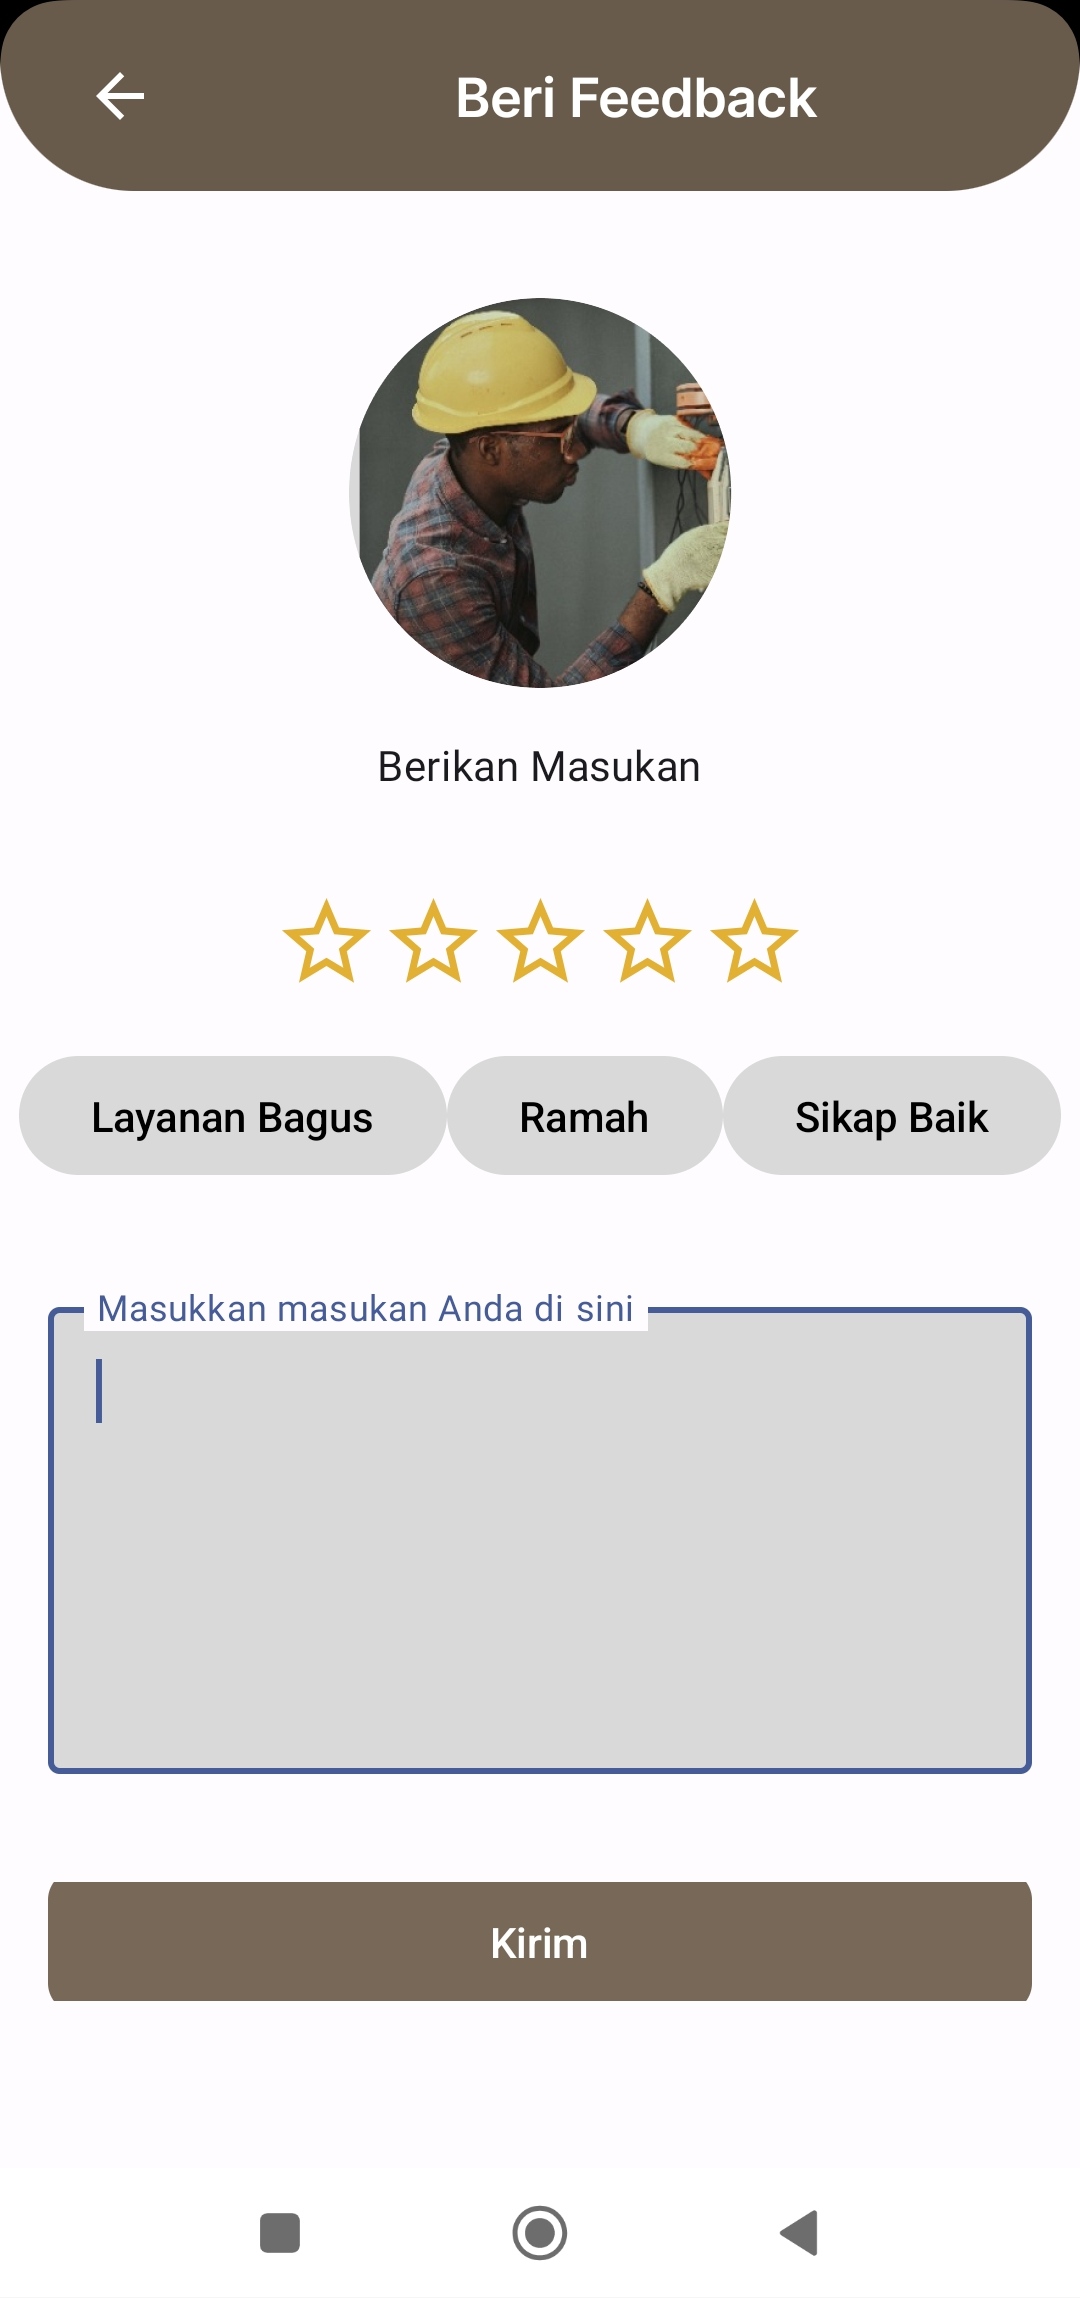 Beri Feedback
Berikan Masukan
Layanan Bagus
Ramah
Sikap Baik
Masukkan masukan Anda di sini
Kirim